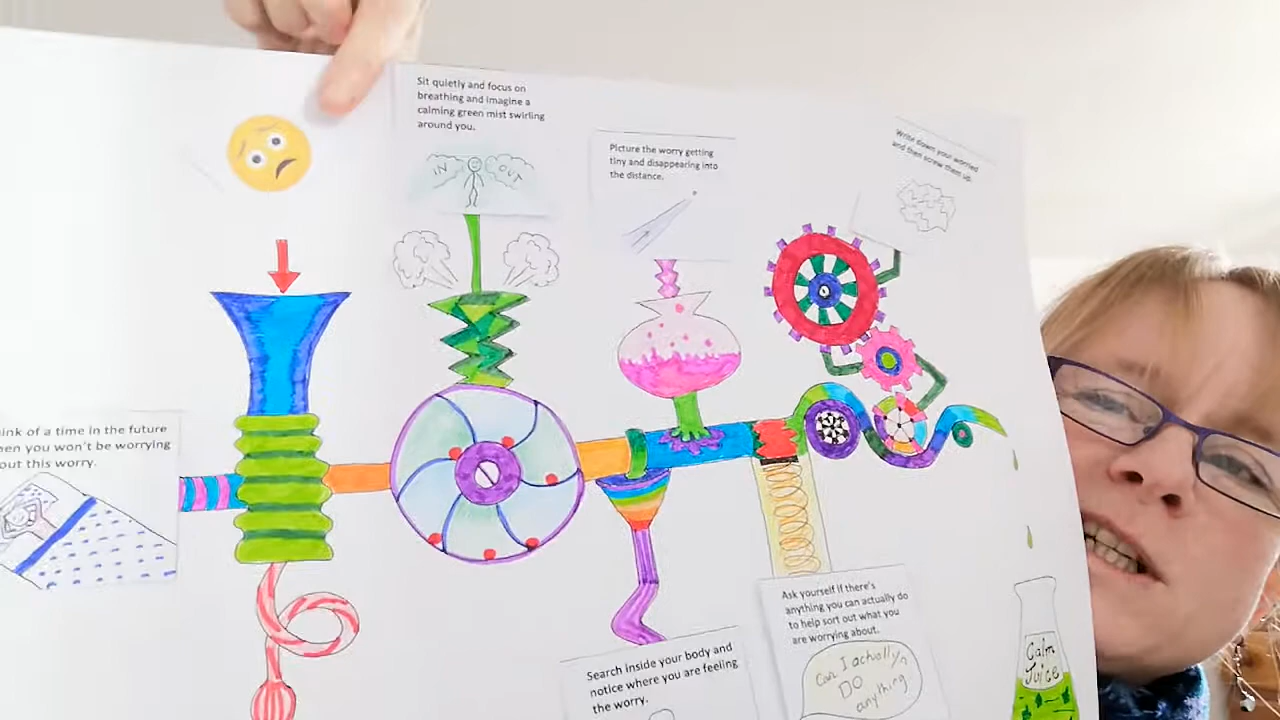 Sit quietly and focus on
breathing and imagine a
calming green mist swirling
around you.
IN OUT
Picture the worry getting
tiny and disappearing into
the distance.
Write down your worried
and then screw them up.
ink of a time in the future
en you won't be worrying
out this worry.
Ask yourself if there's
anything you can actually do
to help sort out what you
are worrying about.
Can I actually
DO
anything
Search inside your body and
notice where you are feeling
the worry.
Calm
Juice